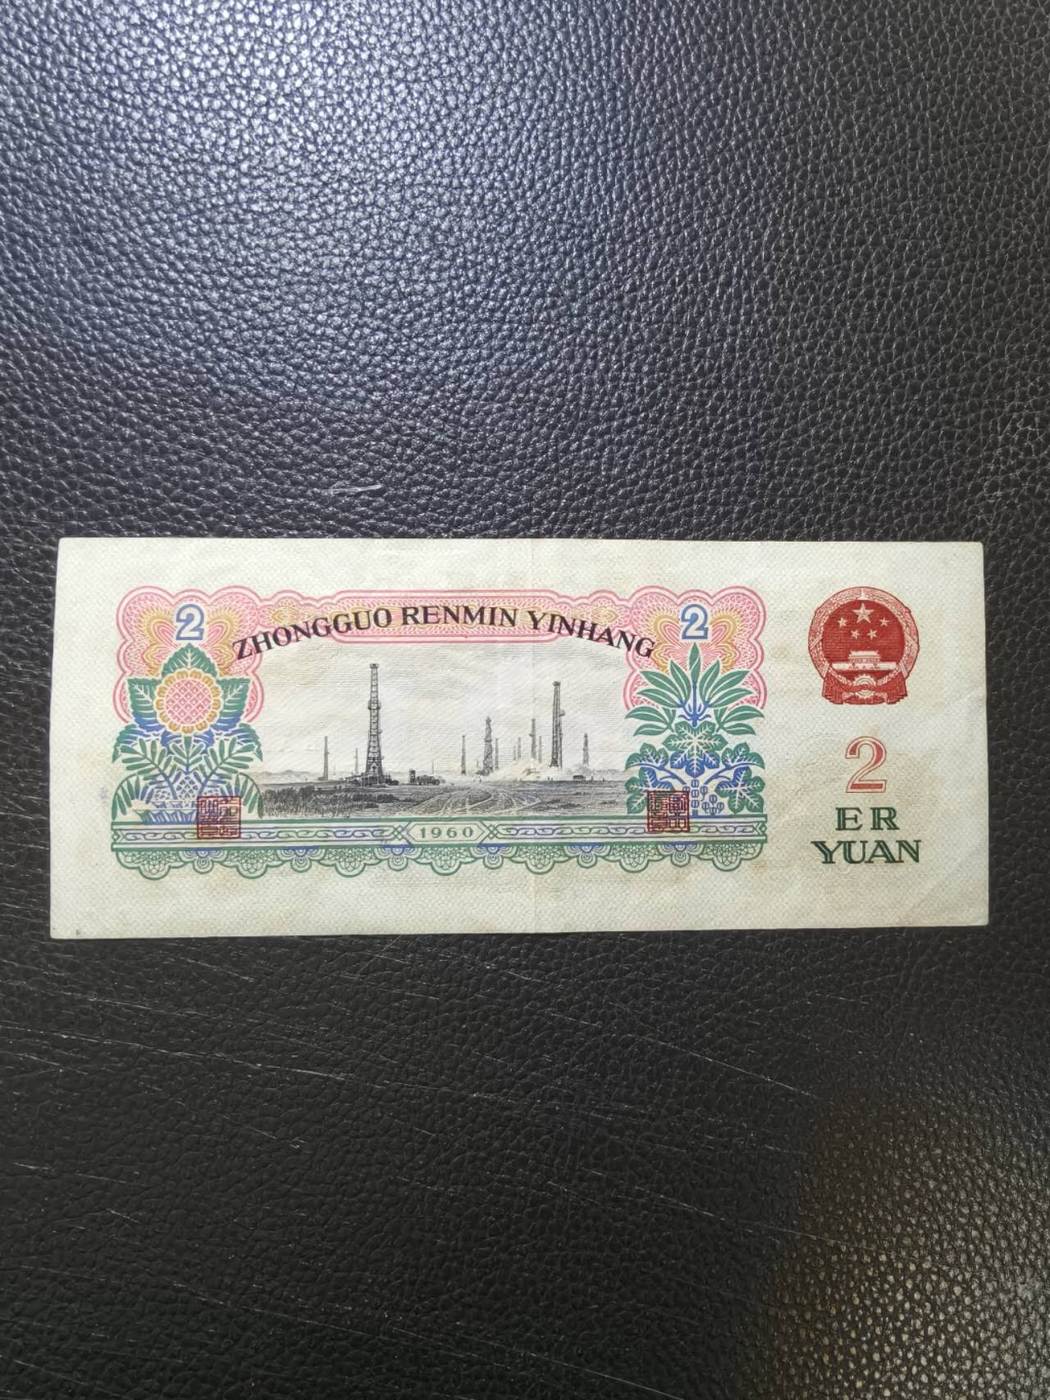 2
2
ZHONGGUO RENMIN YINHANG
1960
2
ER
YUAN